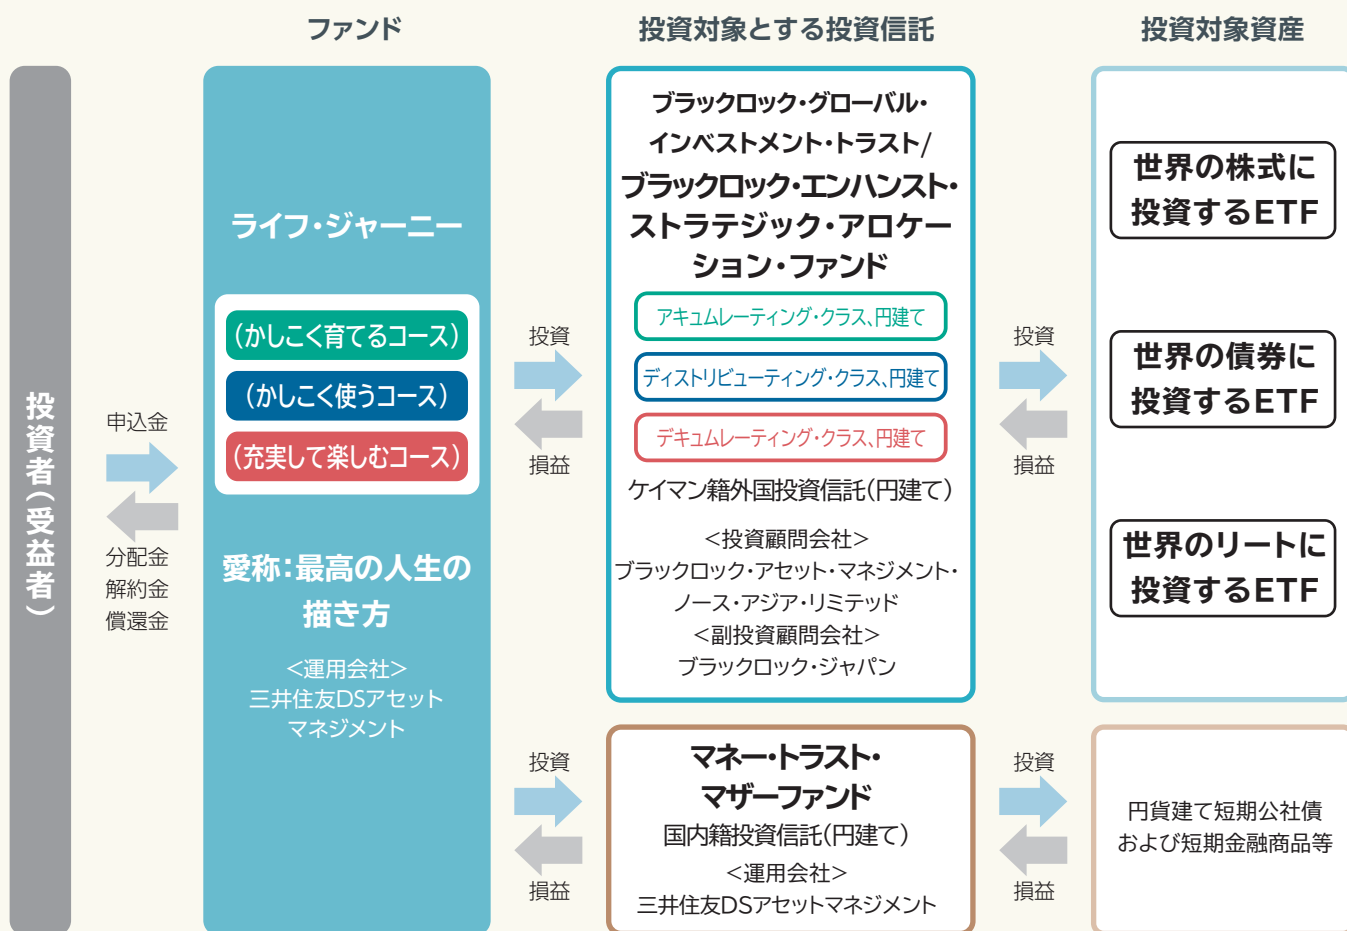 ファンド
投資対象とする投資信託
投資対象資産
投資者(受益者)
申込金
分配金
解約金
償還金
ライフ・ジャーニー
(かしこく育てるコース)
(かしこく使うコース)
(充実して楽しむコース)
愛称:最高の人生の
描き方
<運用会社>
三井住友DSアセット
マネジメント
投資
損益
ブラックロック・グローバル・
インベストメント・トラスト/
ブラックロック・エンハンスト・
ストラテジック・アロケー
ション・ファンド
アキュムレーティング・クラス、円建て
ディストリビューティング・クラス、円建て
デキュムレーティング・クラス、円建て
ケイマン籍外国投資信託(円建て)
<投資顧問会社>
ブラックロック・アセット・マネジメント・
ノース・アジア・リミテッド
<副投資顧問会社>
ブラックロック・ジャパン
投資
損益
世界の株式に
投資するETF
世界の債券に
投資するETF
世界のリートに
投資するETF
投資
損益
マネー・トラスト・
マザーファンド
国内籍投資信託(円建て)
<運用会社>
三井住友DSアセットマネジメント
投資
損益
円貨建て短期公社債
および短期金融商品等